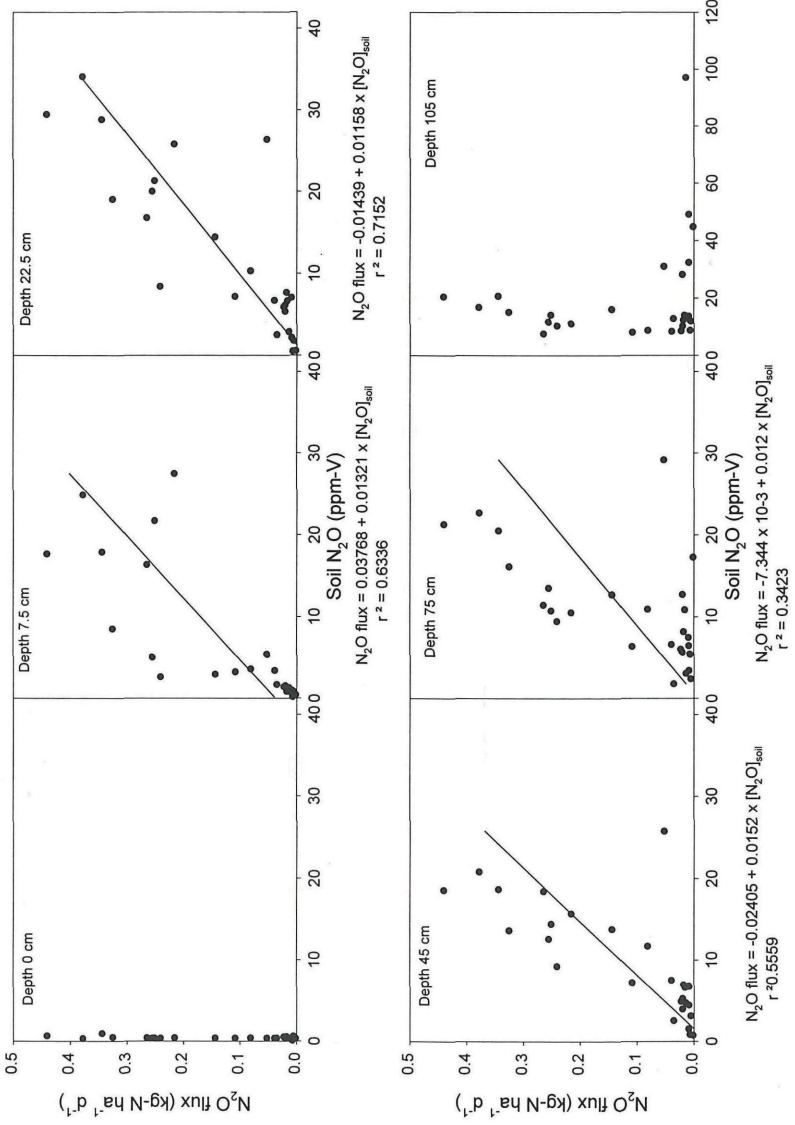 Depth 0 cm
Depth 7.5 cm
Depth 22.5 cm
N₂O flux (kg-N ha⁻¹ d⁻¹)
0.5
0.4
0.3
0.2
0.1
0.0
0 10 20 30 40 0 10 20 30 40 0 10 20 30 40
Soil N₂O (ppm-V)
N₂O flux = 0.03768 + 0.01321 x [N₂O]soil
r ² = 0.6336
N₂O flux = -0.01439 + 0.01158 x [N₂O]soil
r ² = 0.7152
Depth 45 cm
Depth 75 cm
Depth 105 cm
N₂O flux (kg-N ha⁻¹ d⁻¹)
0.5
0.4
0.3
0.2
0.1
0.0
0 10 20 30 40 0 10 20 30 40 0 20 40 60 80 100 120
Soil N₂O (ppm-V)
N₂O flux = -0.02405 + 0.0152 x [N₂O]soil
r ²0.5559
N₂O flux = -7.344 x 10-3 + 0.012 x [N₂O]soil
r ² = 0.3423